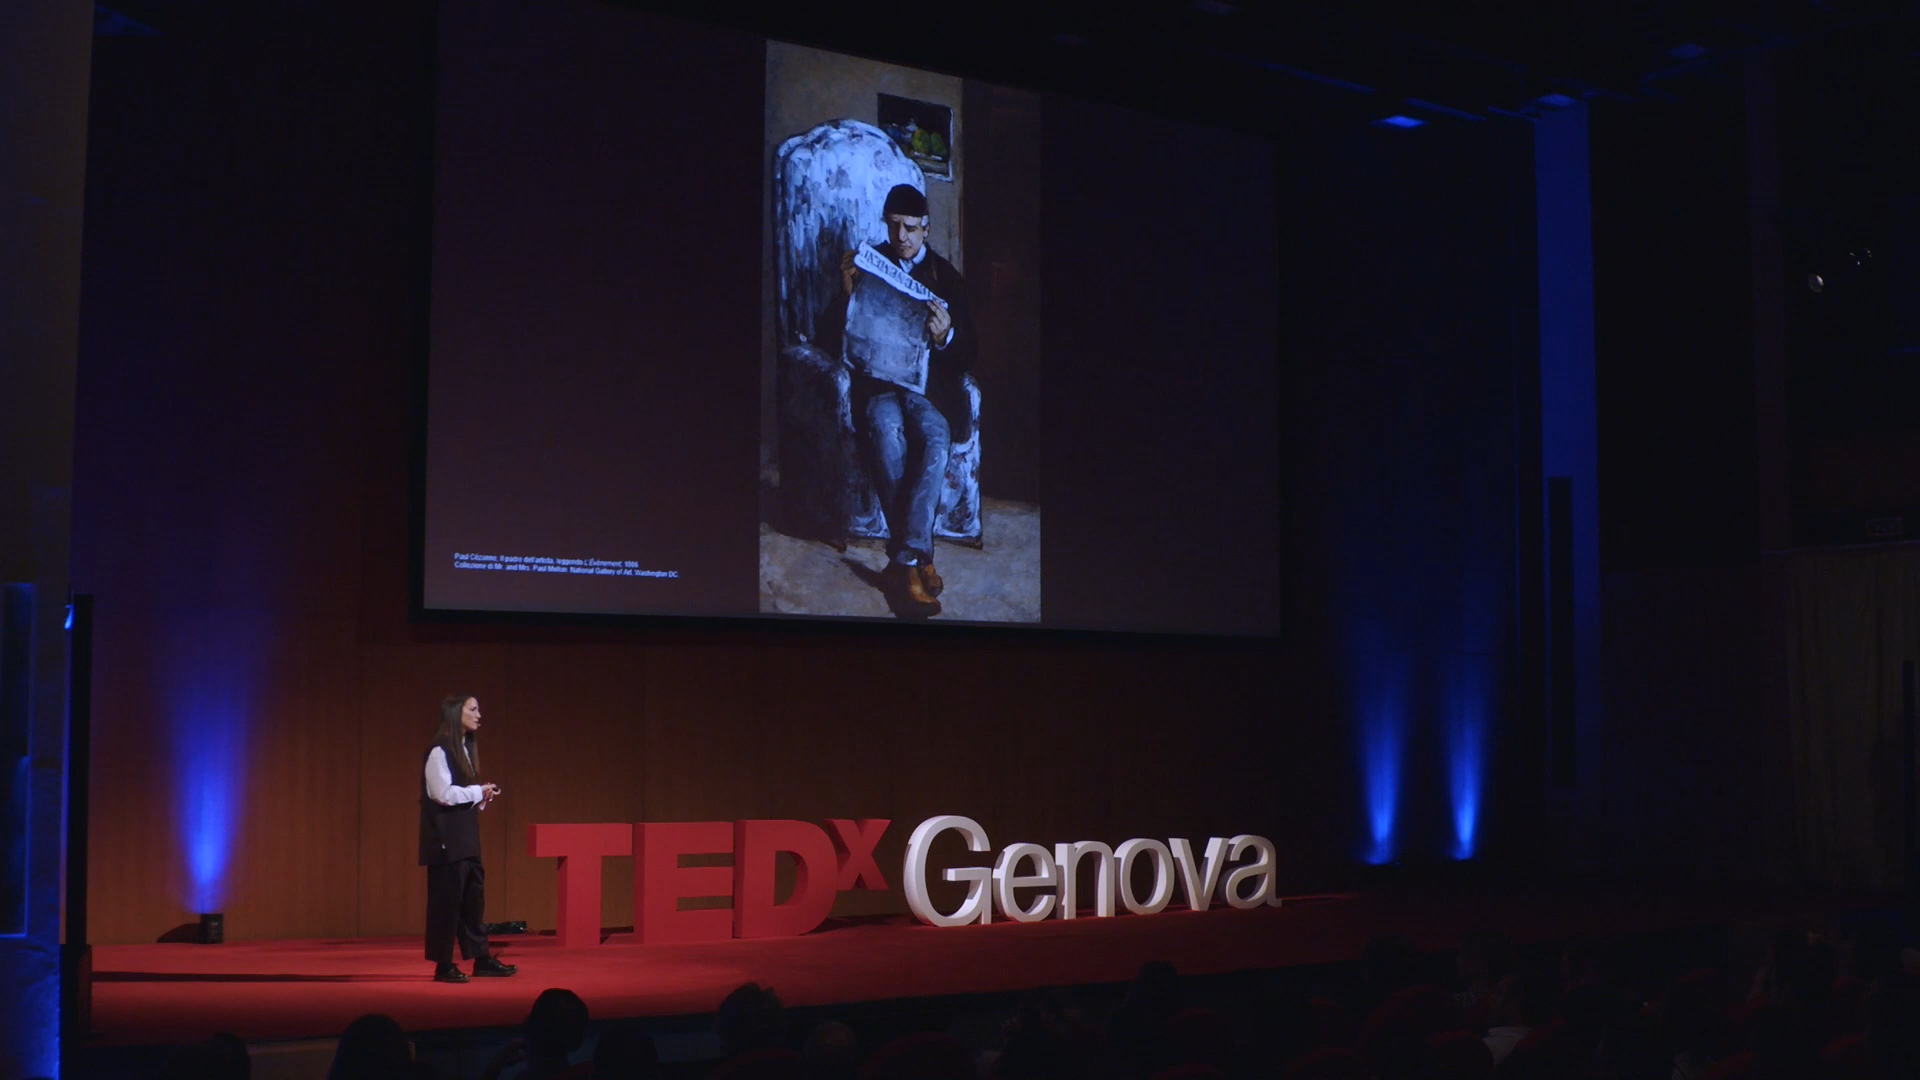 L'ÉVÉNEMENT
Paul Cézanne, Il padre dell'artista, leggendo L'Événement, 1866
Collezione di Mr. and Mrs. Paul Mellon. National Gallery of Art, Washington DC.
TEDx Genova